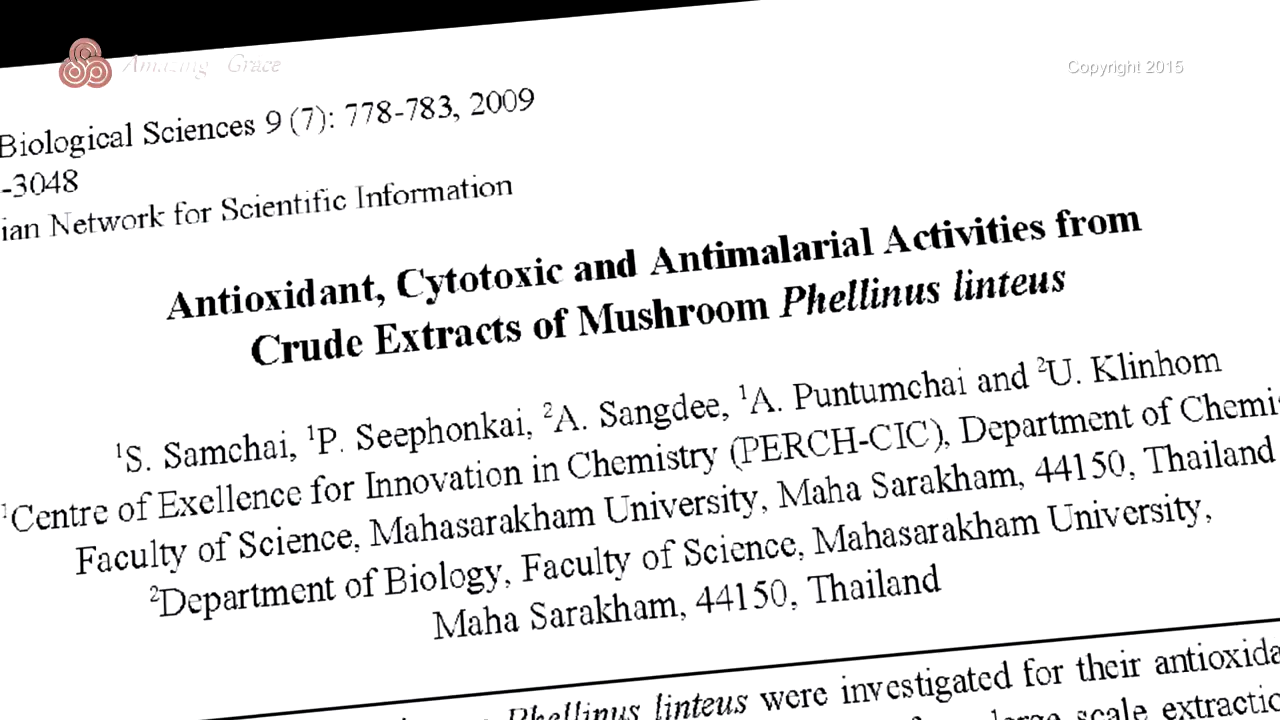 Amazing Grace
Copyright 2015
Biological Sciences 9 (7): 778-783, 2009
-3048
ian Network for Scientific Information
Antioxidant, Cytotoxic and Antimalarial Activities from
Crude Extracts of Mushroom Phellinus linteus
¹S. Samchai, ¹P. Seephonkai, ²A. Sangdee, ¹A. Puntumchai and ²U. Klinhom
¹Centre of Exellence for Innovation in Chemistry (PERCH-CIC), Department of Chemi
Faculty of Science, Mahasarakham University, Maha Sarakham, 44150, Thailand
²Department of Biology, Faculty of Science, Mahasarakham University,
Maha Sarakham, 44150, Thailand
Phellinus linteus were investigated for their antioxida
large scale extractio